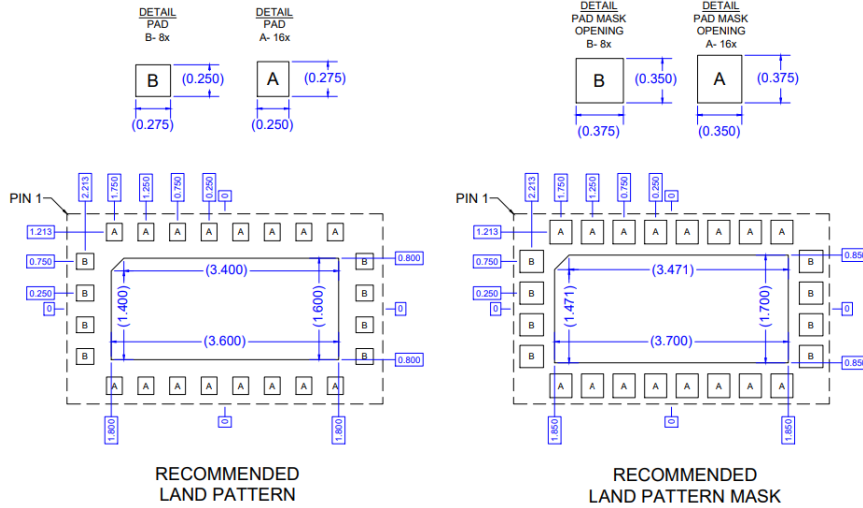 DETAIL
PAD
B- 8x
DETAIL
PAD
A- 16x
B
(0.250)
(0.275)
A
(0.275)
(0.250)
DETAIL
PAD MASK
OPENING
B- 8x
DETAIL
PAD MASK
OPENING
A- 16x
B
(0.350)
(0.375)
A
(0.375)
(0.350)
PIN 1
2.213
1.750
1.250
0.750
0.250
0
1.213
A A A A A A A A
0.750
B
B
0.800
0.250
B
B
0
0
B
B
B
B
0.800
(3.400)
(1.400)
(1.600)
(3.600)
A A A A A A A A
1.800
0
1.800
RECOMMENDED
LAND PATTERN
PIN 1
2.213
1.750
1.250
0.750
0.250
0
1.213
A A A A A A A A
0.750
B
B
0.850
0.250
B
B
0
0
B
B
B
B
0.850
(3.471)
(1.471)
(1.700)
(3.700)
A A A A A A A A
1.850
0
1.850
RECOMMENDED
LAND PATTERN MASK